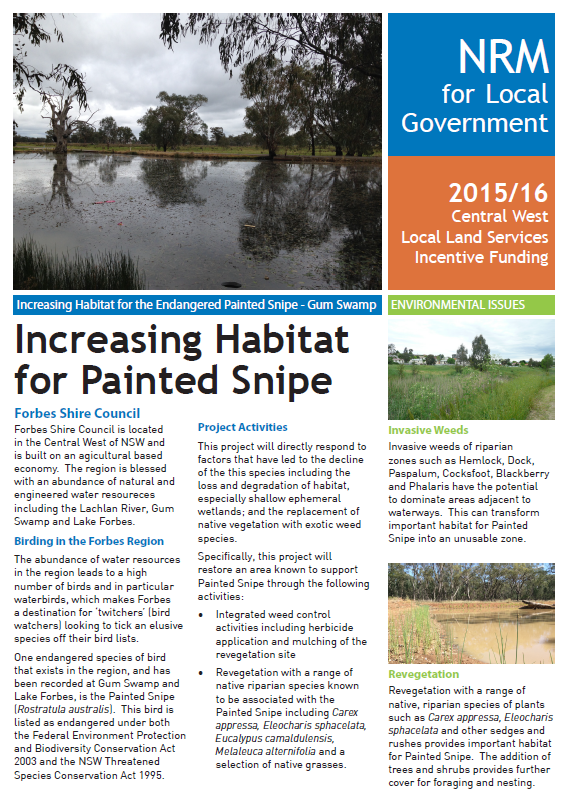 NRM
for Local
Government
2015/16
Central West
Local Land Services
Incentive Funding
Increasing Habitat for the Endangered Painted Snipe - Gum Swamp
Increasing Habitat
for Painted Snipe
Forbes Shire Council
Forbes Shire Council is located
in the Central West of NSW and
is built on an agicultural based
economy. The region is blessed
with an abundance of natural and
engineered water resoureces
including the Lachlan River, Gum
Swamp and Lake Forbes.
Birding in the Forbes Region
The abundance of water resources
in the region leads to a high
number of birds and in particular
waterbirds, which makes Forbes
a destination for 'twitchers' (bird
watchers) looking to tick an elusive
species off their bird lists.
One endangered species of bird
that exists in the region, and has
been recorded at Gum Swamp and
Lake Forbes, is the Painted Snipe
(Rostratula australis). This bird is
listed as endangered under both
the Federal Environment Protection
and Biodiversity Conservation Act
2003 and the NSW Threatened
Species Conservation Act 1995.
Project Activities
This project will directly respond to
factors that have led to the decline
of the this species including the
loss and degradation of habitat,
especially shallow ephemeral
wetlands; and the replacement of
native vegetation with exotic weed
species.
Specifically, this project will
restore an area known to support
Painted Snipe through the following
activities:
• Integrated weed control
activities including herbicide
application and mulching of the
revegetation site
• Revegetation with a range of
native riparian species known
to be associated with the
Painted Snipe including Carex
appressa, Eleocharis sphacelata,
Eucalypus camaldulensis,
Melaleuca alternifolia and a
selection of native grasses.
ENVIRONMENTAL ISSUES
Invasive Weeds
Invasive weeds of riparian
zones such as Hemlock, Dock,
Paspalum, Cocksfoot, Blackberry
and Phalaris have the potential
to dominate areas adjacent to
waterways. This can transform
important habitat for Painted
Snipe into an unusable zone.
Revegetation
Revegetation with a range of
native, riparian species of plants
such as Carex appressa, Eleocharis
sphacelata and other sedges and
rushes provides important habitat
for Painted Snipe. The addition of
trees and shrubs provides further
cover for foraging and nesting.